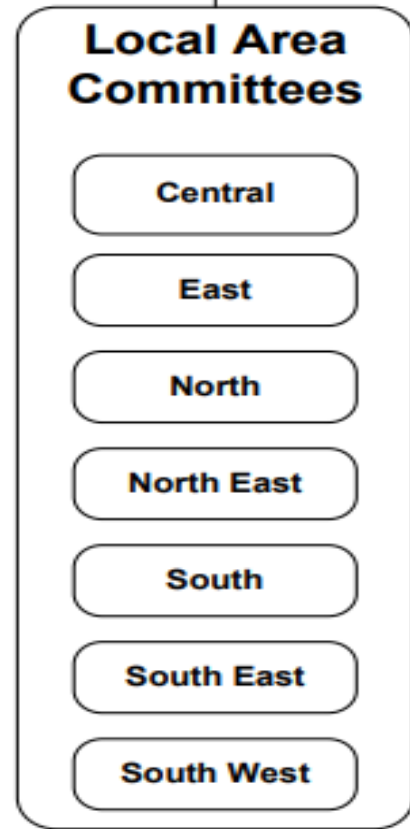 Local Area
Committees
Central
East
North
North East
South
South East
South West